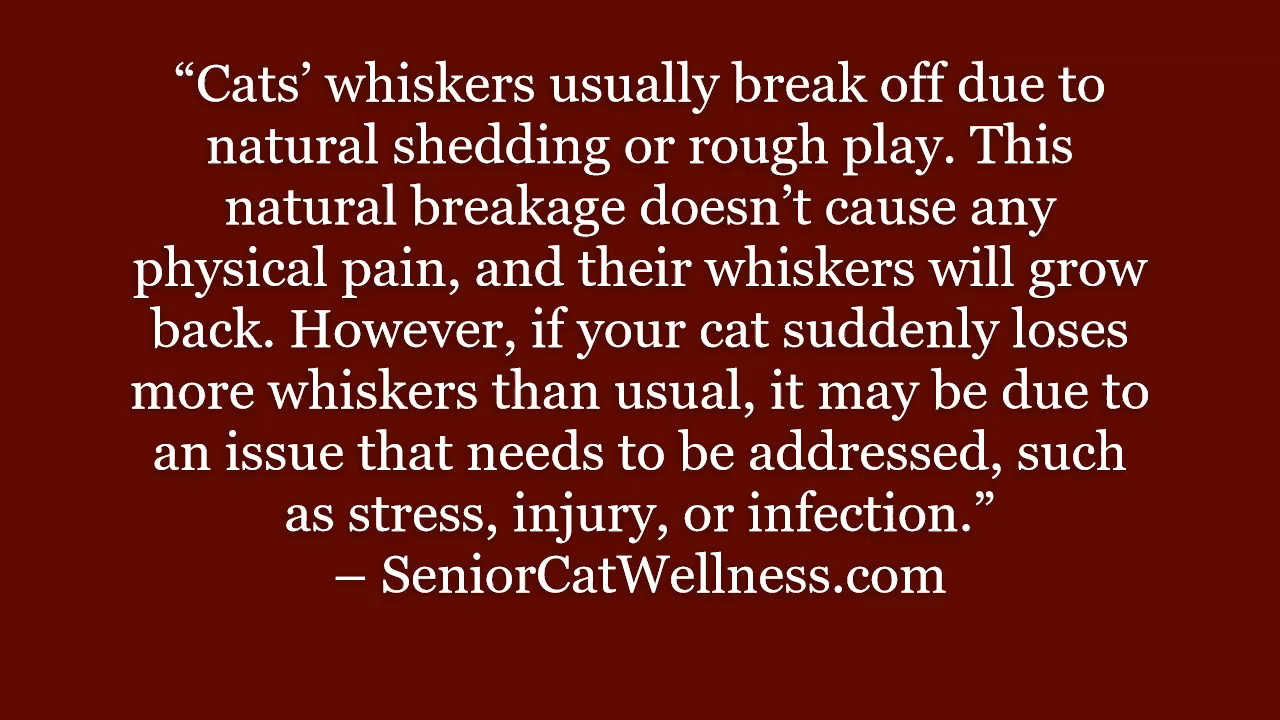 “Cats’ whiskers usually break off due to
natural shedding or rough play. This
natural breakage doesn’t cause any
physical pain, and their whiskers will grow
back. However, if your cat suddenly loses
more whiskers than usual, it may be due to
an issue that needs to be addressed, such
as stress, injury, or infection.”
– SeniorCatWellness.com